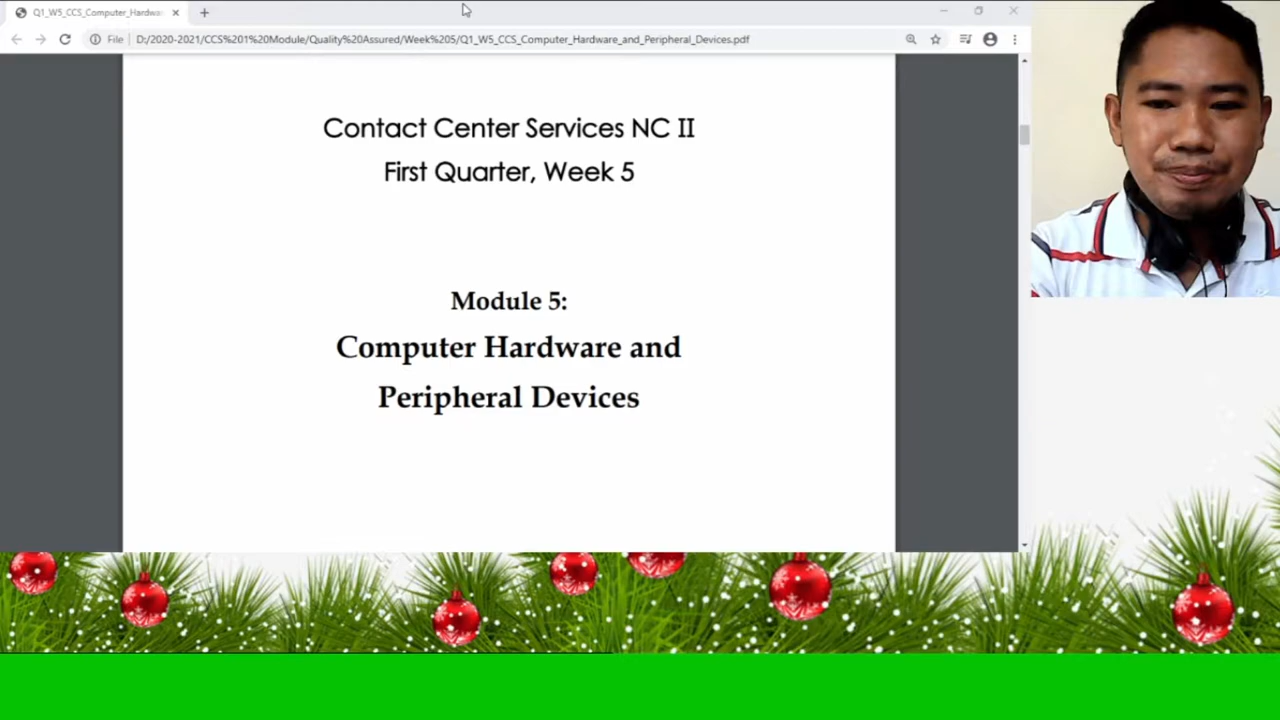 Q1_W5_CCS_Computer_Hardwa
File
D:/2020-2021/CCS%201%20Module/Quality%20Assured/Week%205/Q1_W5_CCS_Computer_Hardware_and_Peripheral_Devices.pdf
Contact Center Services NC II
First Quarter, Week 5
Module 5:
Computer Hardware and
Peripheral Devices